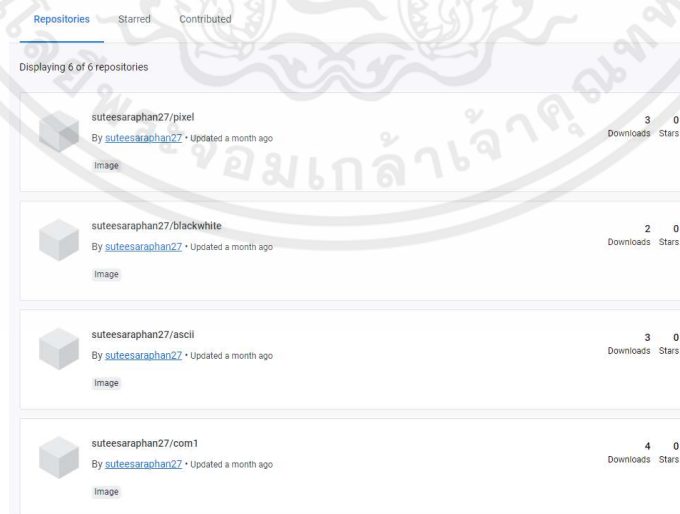 Repositories Starred Contributed
Displaying 6 of 6 repositories
suteesaraphan27/pixel
By suteesaraphan27 • Updated a month ago
Image
3 0
Downloads Stars
suteesaraphan27/blackwhite
By suteesaraphan27 • Updated a month ago
Image
2 0
Downloads Stars
suteesaraphan27/ascii
By suteesaraphan27 • Updated a month ago
Image
3 0
Downloads Stars
suteesaraphan27/com1
By suteesaraphan27 • Updated a month ago
Image
4 0
Downloads Stars